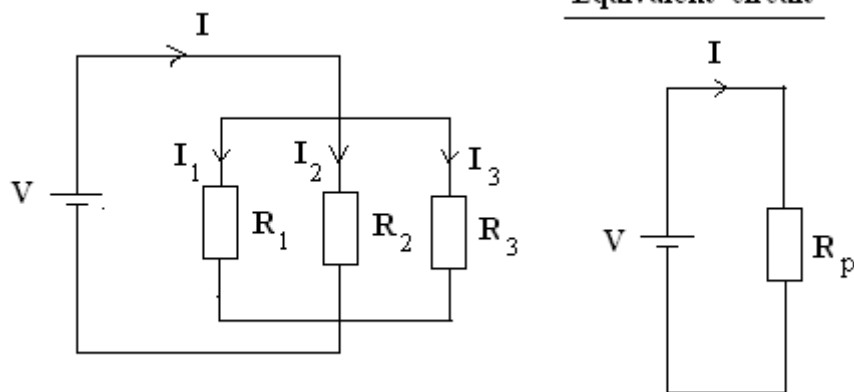 Equivalent circuit
I
I
I1
I2
I3
V
R1
R2
R3
V
Rp